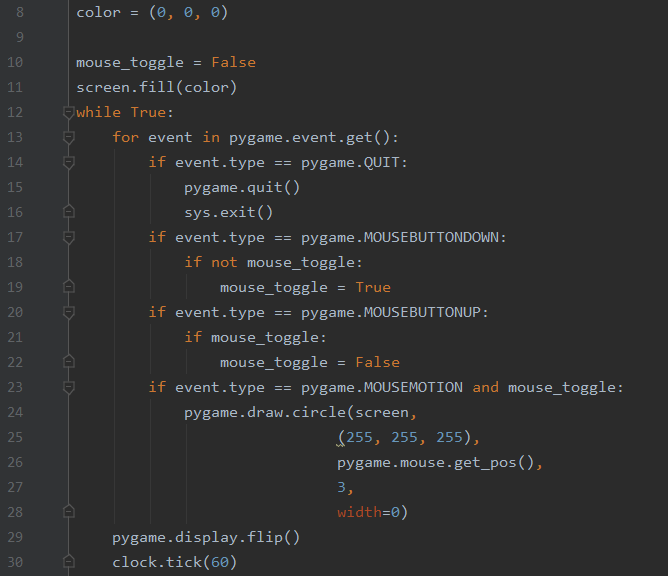 8 color = (0, 0, 0)
9
10 mouse_toggle = False
11 screen.fill(color)
12 while True:
13     for event in pygame.event.get():
14         if event.type == pygame.QUIT:
15             pygame.quit()
16             sys.exit()
17         if event.type == pygame.MOUSEBUTTONDOWN:
18             if not mouse_toggle:
19                 mouse_toggle = True
20         if event.type == pygame.MOUSEBUTTONUP:
21             if mouse_toggle:
22                 mouse_toggle = False
23         if event.type == pygame.MOUSEMOTION and mouse_toggle:
24             pygame.draw.circle(screen,
25                              (255, 255, 255),
26                              pygame.mouse.get_pos(),
27                              3,
28                              width=0)
29     pygame.display.flip()
30     clock.tick(60)